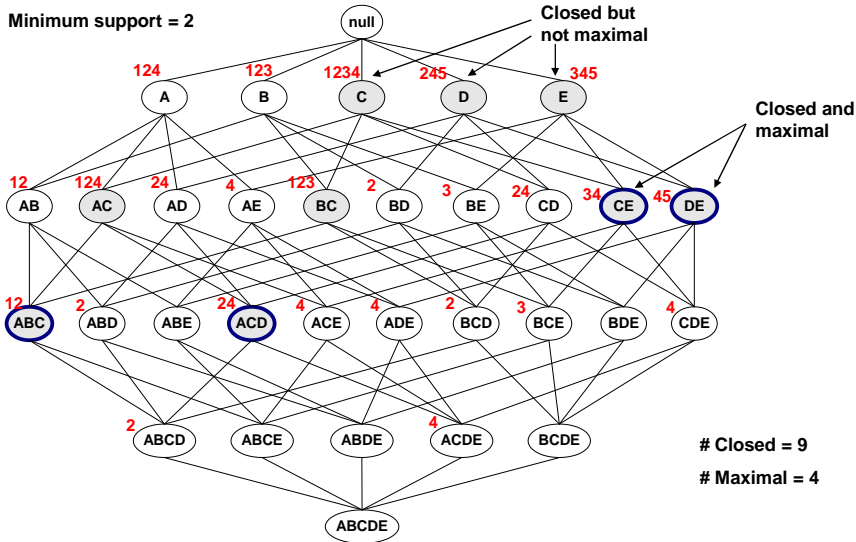 Minimum support = 2
null
Closed but
not maximal
124
123
1234
245
345
A
B
C
D
E
Closed and
maximal
12
124
24
4
123
2
3
24
34
45
AB
AC
AD
AE
BC
BD
BE
CD
CE
DE
12
2
24
4
4
2
3
4
ABC
ABD
ABE
ACD
ACE
ADE
BCD
BCE
BDE
CDE
2
4
ABCD
ABCE
ABDE
ACDE
BCDE
# Closed = 9
# Maximal = 4
ABCDE